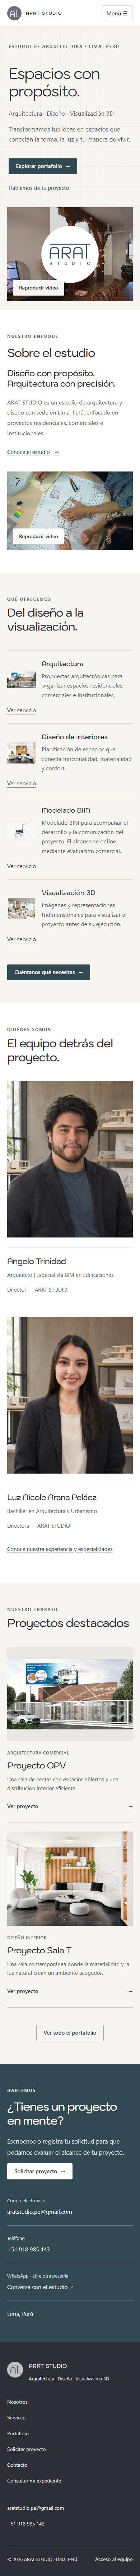 ARAT STUDIO
Menú ☰
ESTUDIO DE ARQUITECTURA · LIMA, PERÚ
Espacios con
propósito.
Arquitectura · Diseño · Visualización 3D
Transformamos tus ideas en espacios que
conectan la forma, la luz y tu manera de vivir.
Explorar portafolio →
Hablemos de tu proyecto
ARAT
STUDIO
Reproducir video
NUESTRO ENFOQUE
Sobre el estudio
Diseño con propósito.
Arquitectura con precisión.
ARAT STUDIO es un estudio de arquitectura y
diseño con sede en Lima, Perú, enfocado en
proyectos residenciales, comerciales e
institucionales.
Conoce el estudio →
Reproducir video
QUÉ OFRECEMOS
Del diseño a la
visualización.
Arquitectura
Propuestas arquitectónicas para
organizar espacios residenciales,
comerciales e institucionales.
Ver servicio
Diseño de interiores
Planificación de espacios que
conecta funcionalidad, materialidad
y confort.
Ver servicio
Modelado BIM
Modelado BIM para acompañar el
desarrollo y la comunicación del
proyecto. El alcance se define
mediante evaluación comercial.
Ver servicio
Visualización 3D
Imágenes y representaciones
tridimensionales para visualizar el
proyecto antes de su ejecución.
Ver servicio
Cuéntanos qué necesitas →
QUIÉNES SOMOS
El equipo detrás del
proyecto.
Angelo Trinidad
Arquitecto | Especialista BIM en Edificaciones
Director — ARAT STUDIO
Luz Nicole Arana Peláez
Bachiller en Arquitectura y Urbanismo
Directora — ARAT STUDIO
Conoce nuestra experiencia y especialidades
NUESTRO TRABAJO
Proyectos destacados
ARQUITECTURA COMERCIAL
Proyecto OPV
Una sala de ventas con espacios abiertos y una
distribución interior eficiente.
Ver proyecto →
DISEÑO INTERIOR
Proyecto Sala T
Una sala contemporánea donde la materialidad y la
luz natural crean un ambiente acogedor.
Ver proyecto →
Ver todo el portafolio
HABLEMOS
¿Tienes un proyecto
en mente?
Escríbenos o registra tu solicitud para que
podamos evaluar el alcance de tu proyecto.
Solicitar proyecto →
Correo electrónico
aratstudio.pe@gmail.com
Teléfono
+51 918 985 143
WhatsApp · abre otra pestaña
Conversa con el estudio ↗
Lima, Perú
ARAT STUDIO
Arquitectura · Diseño · Visualización 3D
Nosotros
Servicios
Portafolio
Solicitar proyecto
Contacto
Consultar mi expediente
aratstudio.pe@gmail.com
+51 918 985 143
© 2026 ARAT STUDIO · Lima, Perú
Acceso al equipo